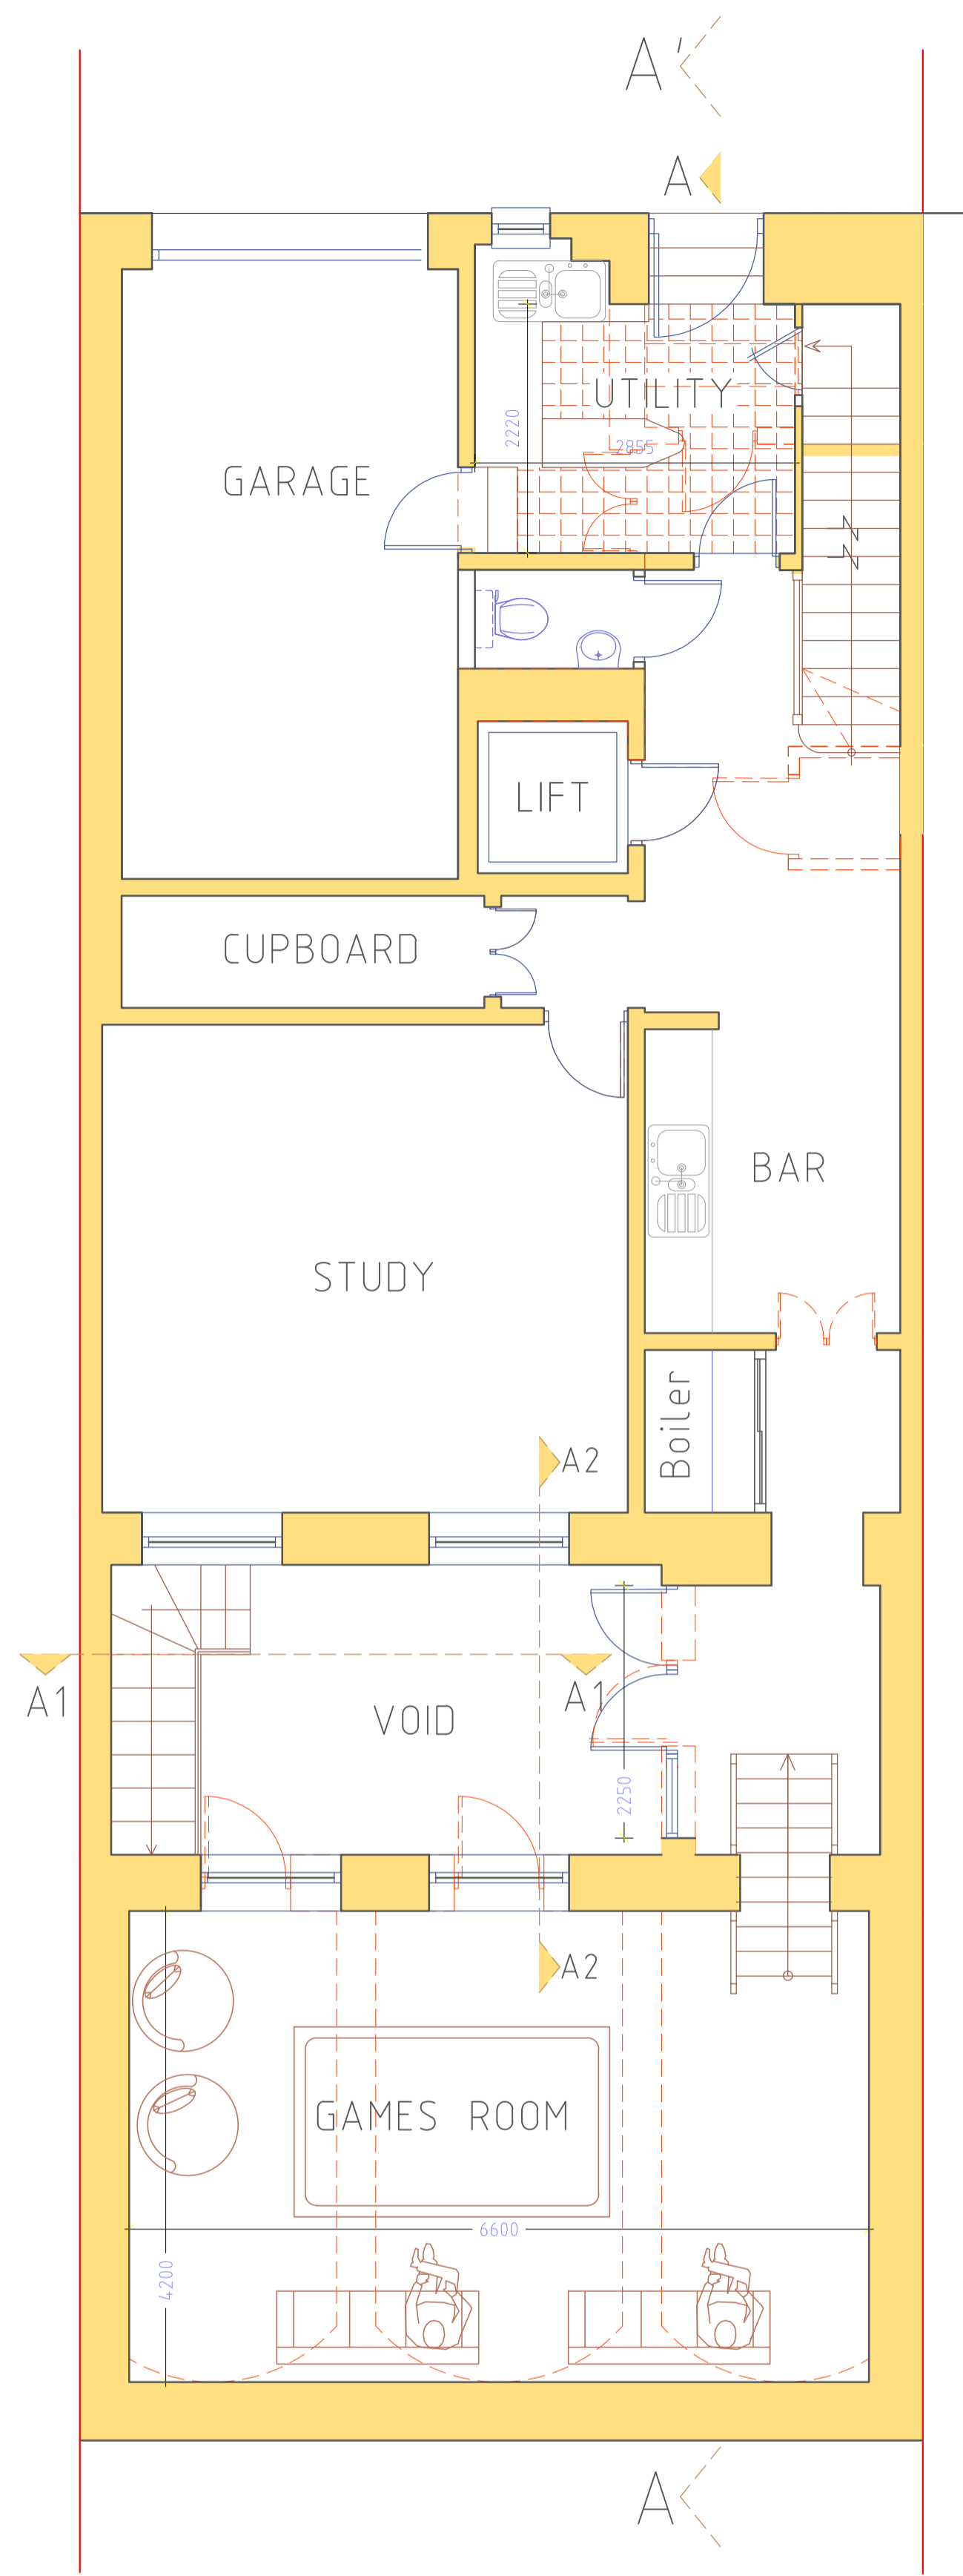 A'
A
UTILITY
2220
2855
GARAGE
LIFT
CUPBOARD
BAR
STUDY
Boiler
A2
A1
A1
VOID
2250
A2
GAMES ROOM
6600
4200
A